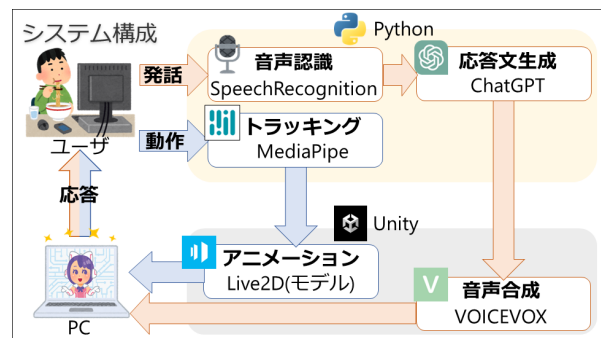 システム構成
Python
発話
音声認識
SpeechRecognition
応答文生成
ChatGPT
ユーザ
動作
トラッキング
MediaPipe
応答
Unity
アニメーション
Live2D(モデル)
PC
V
音声合成
VOICEVOX